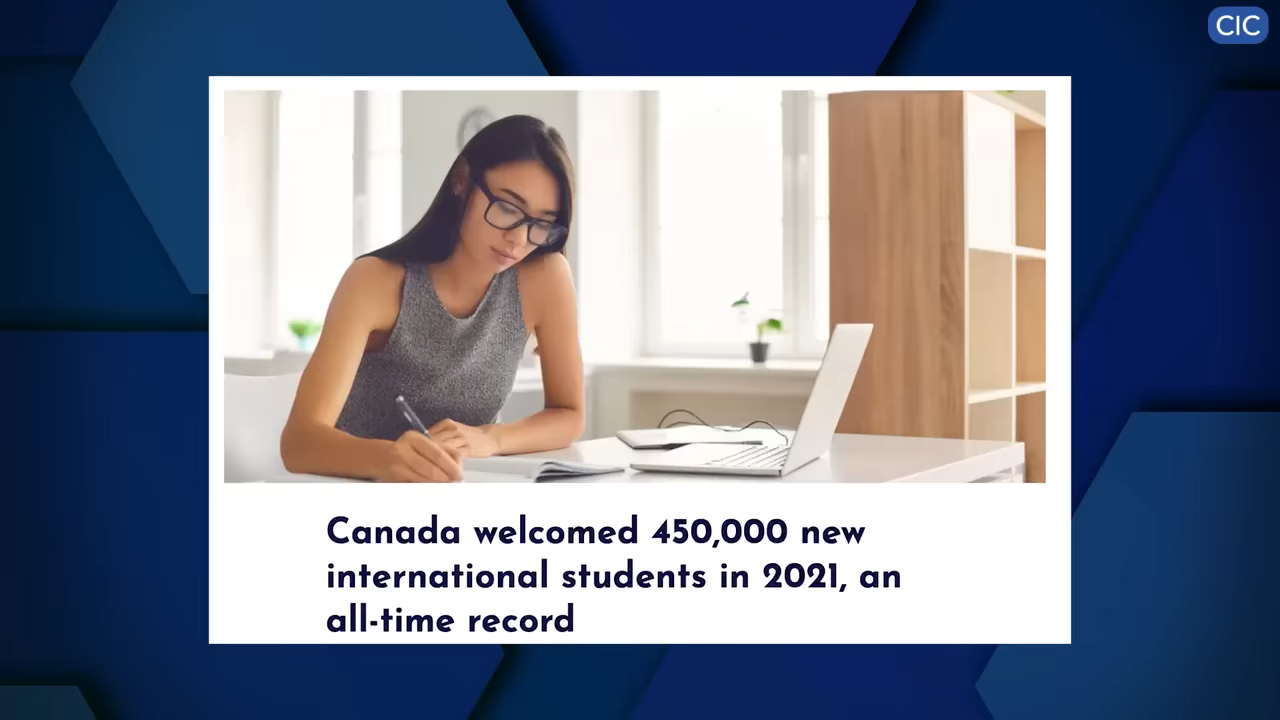 CIC
Canada welcomed 450,000 new
international students in 2021, an
all-time record